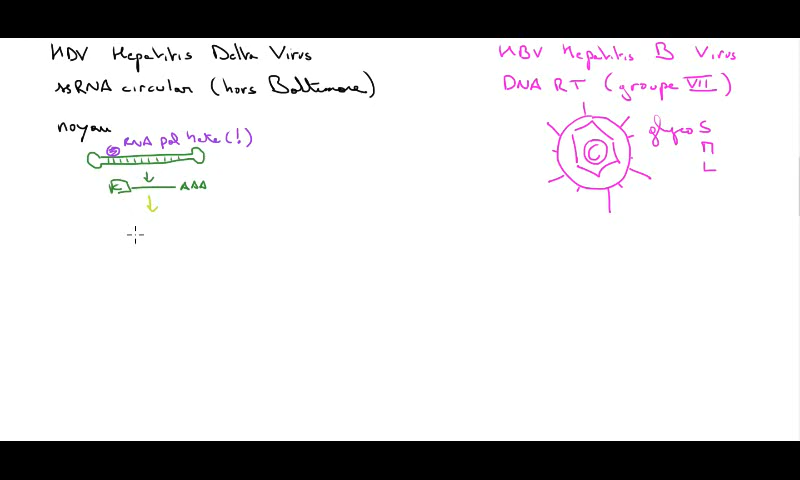 HDV Hepatitis Delta Virus
ssRNA circular (hors Baltimore)
noyau
RNA pol hôte (!)
K AAA
HBV Hepatitis B Virus
DNA RT (groupe VII)
glyco S
M
L
C